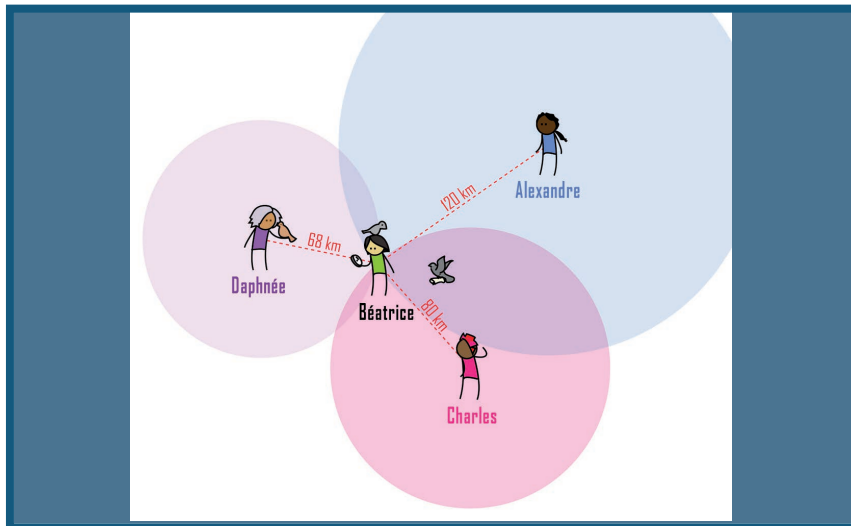 120 km
Alexandre
68 km
Daphnée
Béatrice
80 km
Charles